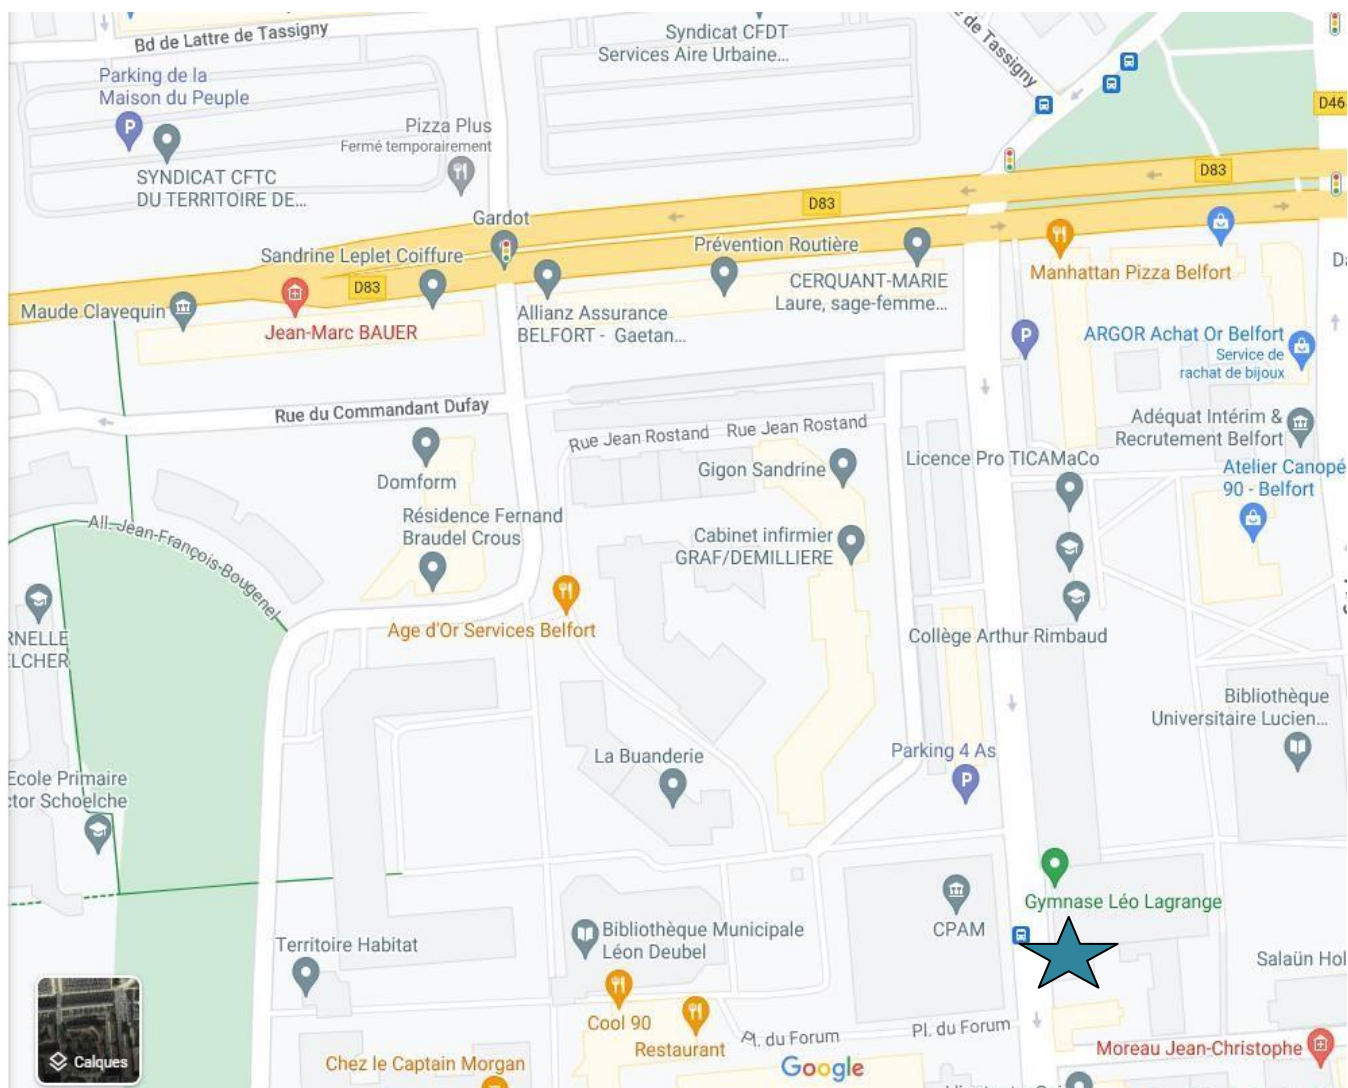 Bd de Lattre de Tassigny
Syndicat CFDT
Services Aire Urbaine...
de Tassigny
Parking de la
Maison du Peuple
P
D46
Pizza Plus
Fermé temporairement
SYNDICAT CFTC
DU TERRITOIRE DE...
D83
D83
Gardot
Sandrine Leplet Coiffure
Prévention Routière
CERQUANT-MARIE
Laure, sage-femme...
Manhattan Pizza Belfort
D83
Maude Clavequin
Jean-Marc BAUER
Allianz Assurance
BELFORT - Gaetan...
P
ARGOR Achat Or Belfort
Service de
rachat de bijoux
Rue du Commandant Dufay
Rue Jean Rostand
Rue Jean Rostand
Adéquat Intérim &
Recrutement Belfort
Domform
Gigon Sandrine
Licence Pro TICAMaCo
Atelier Canopé
90 - Belfort
All. Jean-François-Bougenel
Résidence Fernand
Braudel Crous
Cabinet infirmier
GRAF/DEMILLIERE
RNELLE
ELCHER
Âge d'Or Services Belfort
Collège Arthur Rimbaud
Bibliothèque
Universitaire Lucien...
La Buanderie
Parking 4 As
P
Ecole Primaire
ctor Schoelche
Gymnase Léo Lagrange
Bibliothèque Municipale
Léon Deubel
CPAM
Territoire Habitat
Salaün Hol
Cool 90
Restaurant
Pl. du Forum
Pl. du Forum
Moreau Jean-Christophe
Calques
Chez le Captain Morgan
Google